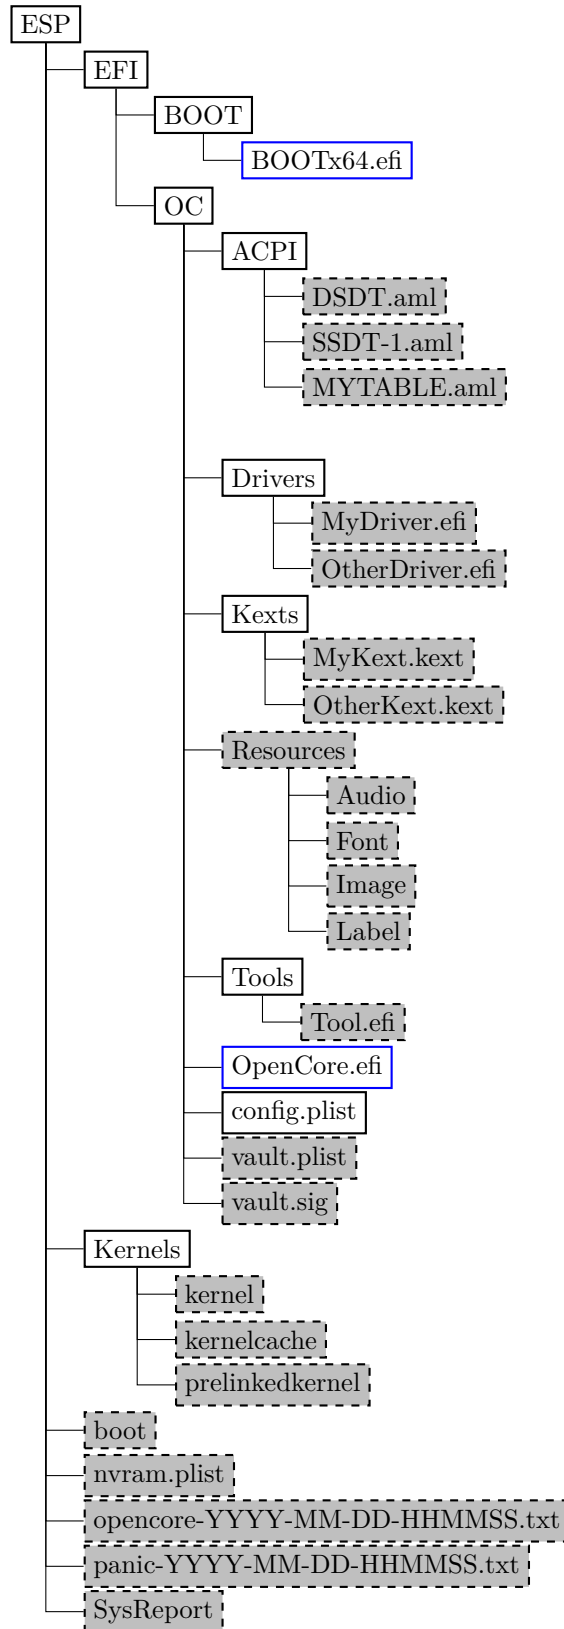 ESP
EFI
BOOT
BOOTx64.efi
OC
ACPI
DSDT.aml
SSDT-1.aml
MYTABLE.aml
Drivers
MyDriver.efi
OtherDriver.efi
Kexts
MyKext.kext
OtherKext.kext
Resources
Audio
Font
Image
Label
Tools
Tool.efi
OpenCore.efi
config.plist
vault.plist
vault.sig
Kernels
kernel
kernelcache
prelinkedkernel
boot
nvram.plist
opencore-YYYY-MM-DD-HHMMSS.txt
panic-YYYY-MM-DD-HHMMSS.txt
SysReport